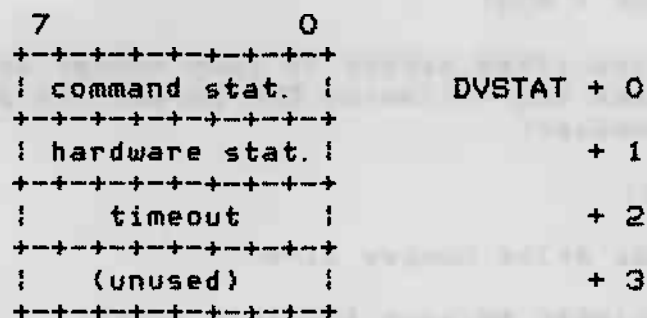 7 0
+-+-+-+-+-+-+-+-+
! command stat. ! DVSTAT + 0
+-+-+-+-+-+-+-+-+
! hardware stat. ! + 1
+-+-+-+-+-+-+-+-+
! timeout ! + 2
+-+-+-+-+-+-+-+-+
! (unused) ! + 3
+-+-+-+-+-+-+-+-+